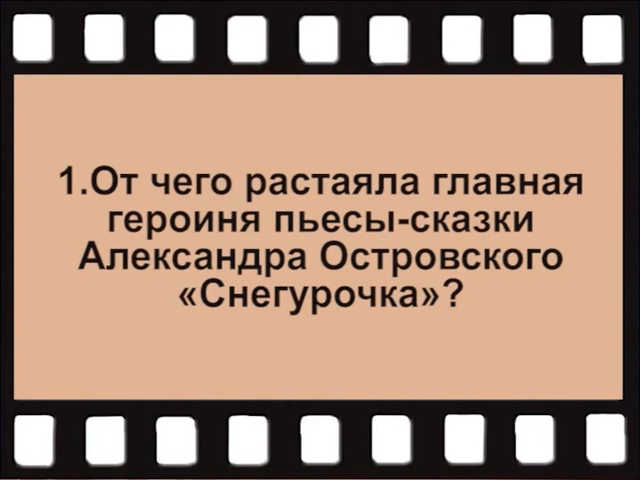 1.От чего растаяла главная
героиня пьесы-сказки
Александра Островского
«Снегурочка»?